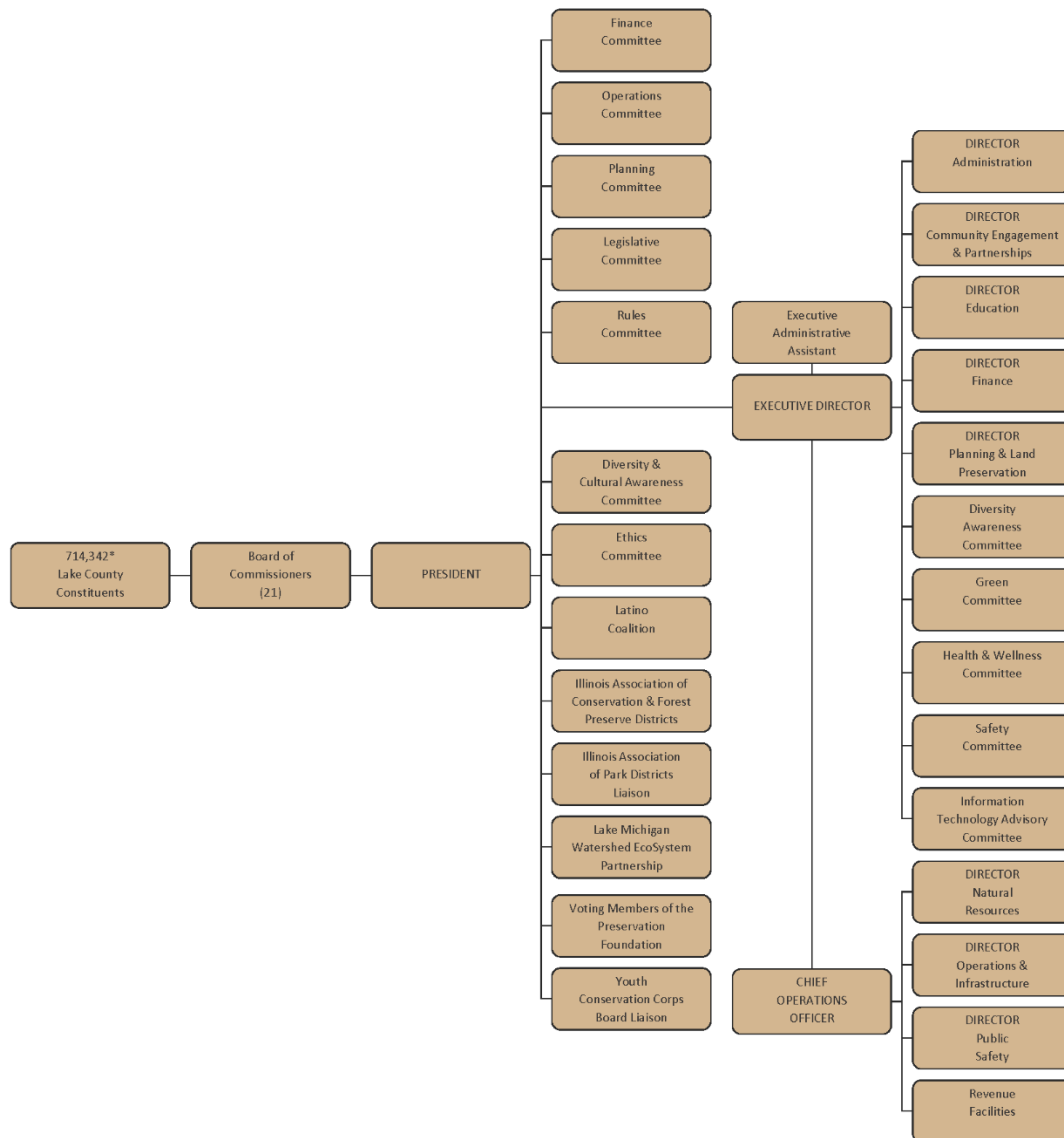 Finance
Committee
Operations
Committee
Planning
Committee
Legislative
Committee
Rules
Committee
Diversity &
Cultural Awareness
Committee
Ethics
Committee
Latino
Coalition
Illinois Association of
Conservation & Forest
Preserve Districts
Illinois Association
of Park Districts
Liaison
Lake Michigan
Watershed EcoSystem
Partnership
Voting Members of the
Preservation
Foundation
Youth
Conservation Corps
Board Liaison
714,342*
Lake County
Constituents
Board of
Commissioners
(21)
PRESIDENT
Executive
Administrative
Assistant
EXECUTIVE DIRECTOR
CHIEF
OPERATIONS
OFFICER
DIRECTOR
Administration
DIRECTOR
Community Engagement
& Partnerships
DIRECTOR
Education
DIRECTOR
Finance
DIRECTOR
Planning & Land
Preservation
Diversity
Awareness
Committee
Green
Committee
Health & Wellness
Committee
Safety
Committee
Information
Technology Advisory
Committee
DIRECTOR
Natural
Resources
DIRECTOR
Operations &
Infrastructure
DIRECTOR
Public
Safety
Revenue
Facilities